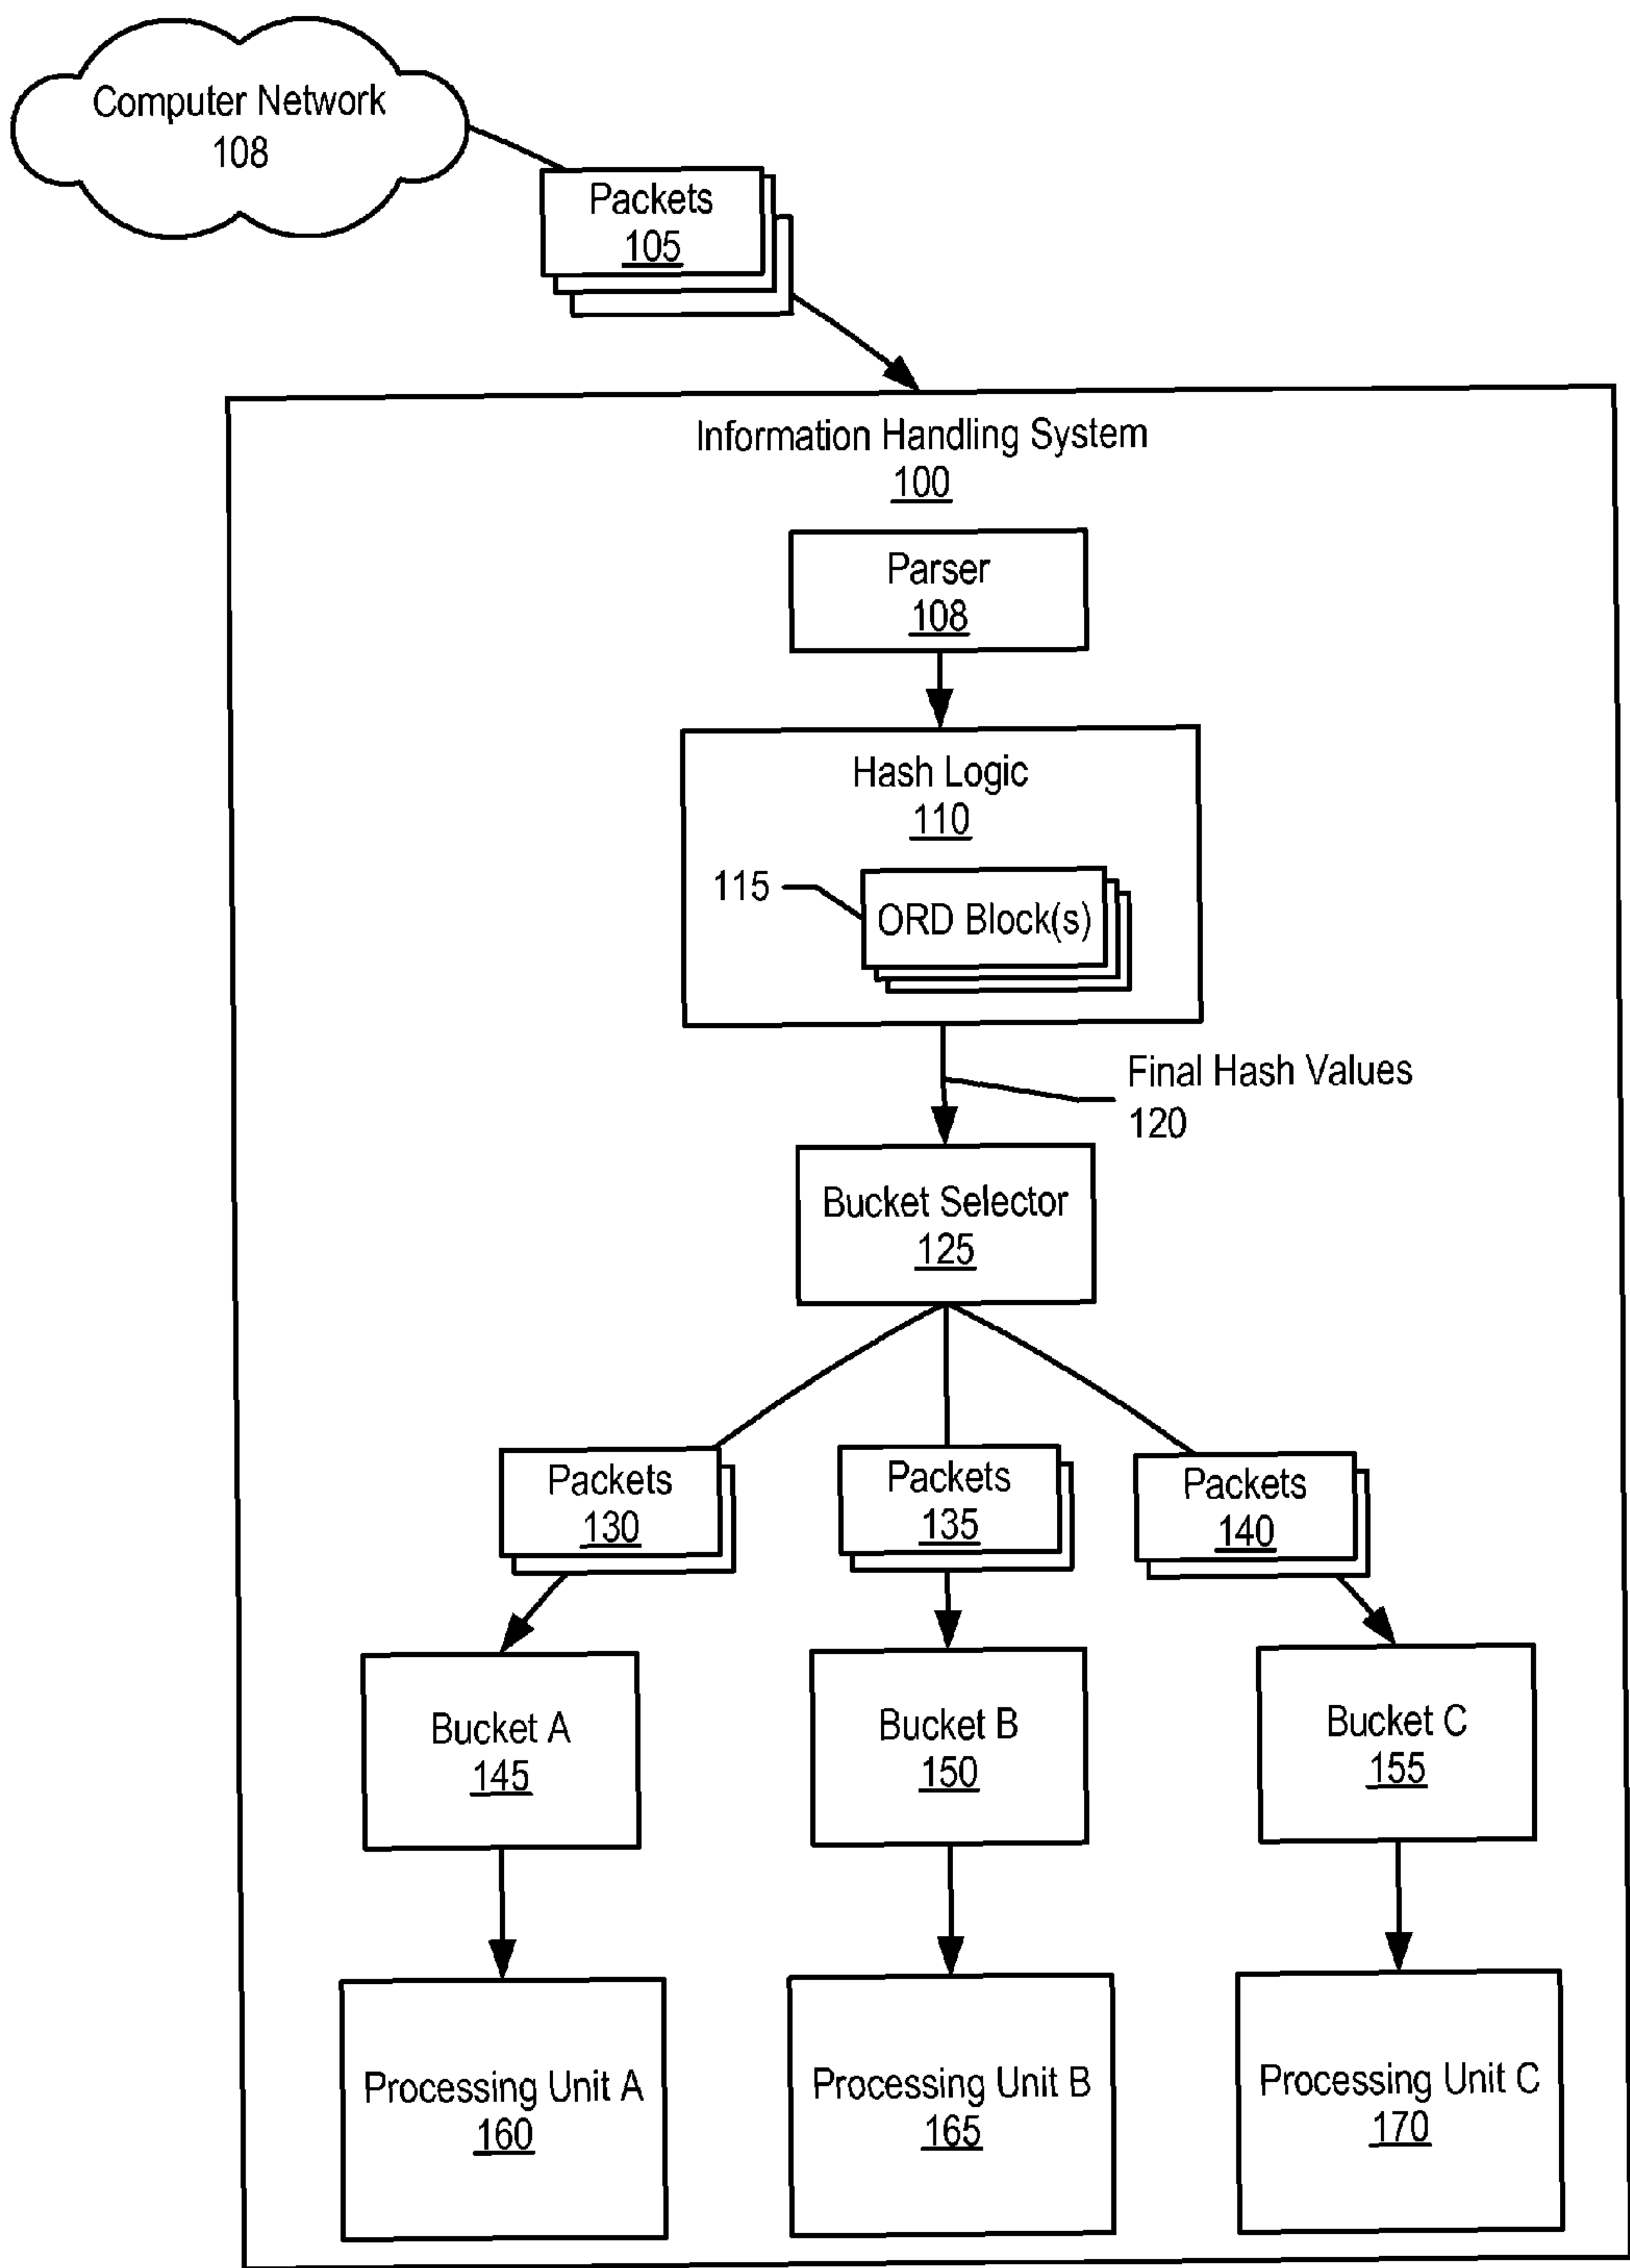 Computer Network
108
Packets
105
Information Handling System
100
Parser
108
Hash Logic
110
115
ORD Block(s)
Final Hash Values
120
Bucket Selector
125
Packets
130
Packets
135
Packets
140
Bucket A
145
Bucket B
150
Bucket C
155
Processing Unit A
160
Processing Unit B
165
Processing Unit C
170